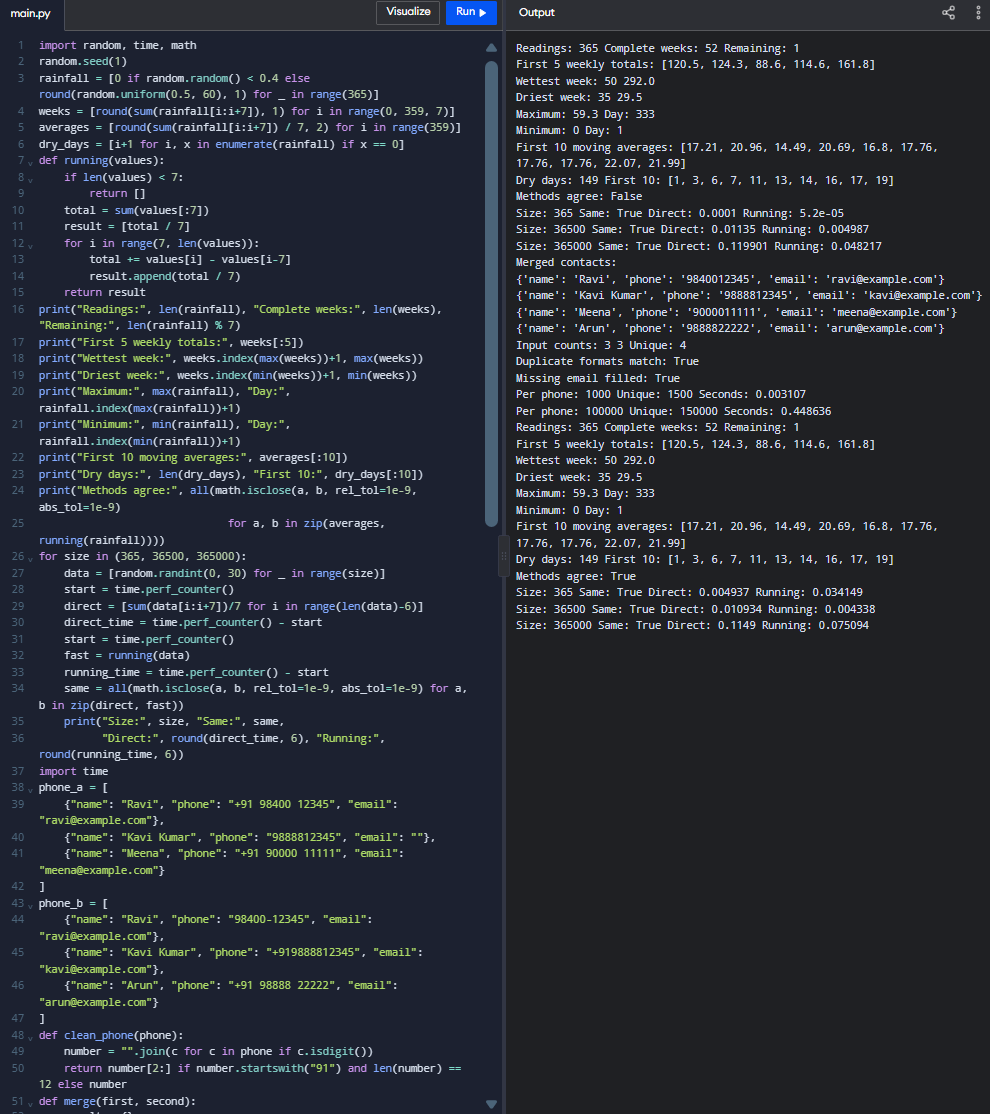 main.py
Visualize
Run
Output
1 import random, time, math
2 random.seed(1)
3 rainfall = [0 if random.random() < 0.4 else
round(random.uniform(0.5, 60), 1) for _ in range(365)]
4 weeks = [round(sum(rainfall[i:i+7]), 1) for i in range(0, 359, 7)]
5 averages = [round(sum(rainfall[i:i+7]) / 7, 2) for i in range(359)]
6 dry_days = [i+1 for i, x in enumerate(rainfall) if x == 0]
7 def running(values):
8     if len(values) < 7:
9         return []
10     total = sum(values[:7])
11     result = [total / 7]
12     for i in range(7, len(values)):
13         total += values[i] - values[i-7]
14         result.append(total / 7)
15     return result
16 print("Readings:", len(rainfall), "Complete weeks:", len(weeks),
"Remaining:", len(rainfall) % 7)
17 print("First 5 weekly totals:", weeks[:5])
18 print("Wettest week:", weeks.index(max(weeks))+1, max(weeks))
19 print("Driest week:", weeks.index(min(weeks))+1, min(weeks))
20 print("Maximum:", max(rainfall), "Day:",
rainfall.index(max(rainfall))+1)
21 print("Minimum:", min(rainfall), "Day:",
rainfall.index(min(rainfall))+1)
22 print("First 10 moving averages:", averages[:10])
23 print("Dry days:", len(dry_days), "First 10:", dry_days[:10])
24 print("Methods agree:", all(math.isclose(a, b, rel_tol=1e-9,
abs_tol=1e-9)
25                              for a, b in zip(averages,
running(rainfall))))
26 for size in (365, 36500, 365000):
27     data = [random.randint(0, 30) for _ in range(size)]
28     start = time.perf_counter()
29     direct = [sum(data[i:i+7])/7 for i in range(len(data)-6)]
30     direct_time = time.perf_counter() - start
31     start = time.perf_counter()
32     fast = running(data)
33     running_time = time.perf_counter() - start
34     same = all(math.isclose(a, b, rel_tol=1e-9, abs_tol=1e-9) for a,
b in zip(direct, fast))
35     print("Size:", size, "Same:", same,
36           "Direct:", round(direct_time, 6), "Running:",
round(running_time, 6))
37 import time
38 phone_a = [
39     {"name": "Ravi", "phone": "+91 98400 12345", "email":
"ravi@example.com"},
40     {"name": "Kavi Kumar", "phone": "9888812345", "email": ""},
41     {"name": "Meena", "phone": "+91 90000 11111", "email":
"meena@example.com"}
42 ]
43 phone_b = [
44     {"name": "Ravi", "phone": "98400-12345", "email":
"ravi@example.com"},
45     {"name": "Kavi Kumar", "phone": "+919888812345", "email":
"kavi@example.com"},
46     {"name": "Arun", "phone": "+91 98888 22222", "email":
"arun@example.com"}
47 ]
48 def clean_phone(phone):
49     number = "".join(c for c in phone if c.isdigit())
50     return number[2:] if number.startswith("91") and len(number) ==
12 else number
51 def merge(first, second):
Readings: 365 Complete weeks: 52 Remaining: 1
First 5 weekly totals: [120.5, 124.3, 88.6, 114.6, 161.8]
Wettest week: 50 292.0
Driest week: 35 29.5
Maximum: 59.3 Day: 333
Minimum: 0 Day: 1
First 10 moving averages: [17.21, 20.96, 14.49, 20.69, 16.8, 17.76,
17.76, 17.76, 22.07, 21.99]
Dry days: 149 First 10: [1, 3, 6, 7, 11, 13, 14, 16, 17, 19]
Methods agree: False
Size: 365 Same: True Direct: 0.0001 Running: 5.2e-05
Size: 36500 Same: True Direct: 0.01135 Running: 0.004987
Size: 365000 Same: True Direct: 0.119901 Running: 0.048217
Merged contacts:
{'name': 'Ravi', 'phone': '9840012345', 'email': 'ravi@example.com'}
{'name': 'Kavi Kumar', 'phone': '9888812345', 'email': 'kavi@example.com'}
{'name': 'Meena', 'phone': '9000011111', 'email': 'meena@example.com'}
{'name': 'Arun', 'phone': '9888822222', 'email': 'arun@example.com'}
Input counts: 3 3 Unique: 4
Duplicate formats match: True
Missing email filled: True
Per phone: 1000 Unique: 1500 Seconds: 0.003107
Per phone: 100000 Unique: 150000 Seconds: 0.448636
Readings: 365 Complete weeks: 52 Remaining: 1
First 5 weekly totals: [120.5, 124.3, 88.6, 114.6, 161.8]
Wettest week: 50 292.0
Driest week: 35 29.5
Maximum: 59.3 Day: 333
Minimum: 0 Day: 1
First 10 moving averages: [17.21, 20.96, 14.49, 20.69, 16.8, 17.76,
17.76, 17.76, 22.07, 21.99]
Dry days: 149 First 10: [1, 3, 6, 7, 11, 13, 14, 16, 17, 19]
Methods agree: True
Size: 365 Same: True Direct: 0.004937 Running: 0.034149
Size: 36500 Same: True Direct: 0.010934 Running: 0.004338
Size: 365000 Same: True Direct: 0.1149 Running: 0.075094